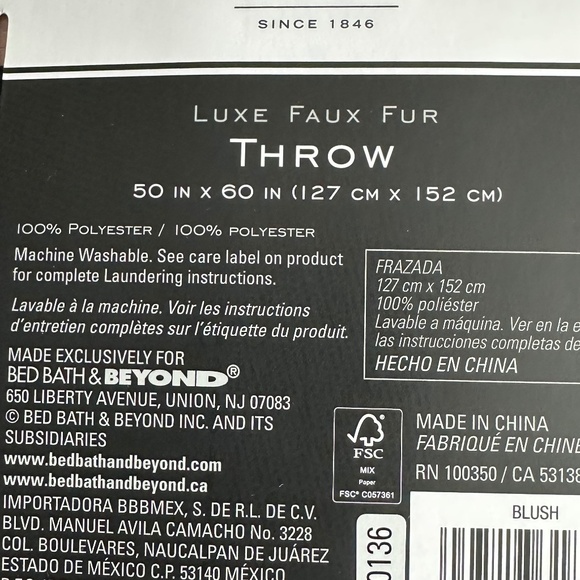 SINCE 1846
LUXE FAUX FUR
THROW
50 IN X 60 IN (127 CM X 152 CM)
100% POLYESTER / 100% POLYESTER
Machine Washable. See care label on product
for complete Laundering instructions.
Lavable à la machine. Voir les instructions
d'entretien complètes sur l'étiquette du produit.
FRAZADA
127 cm x 152 cm
100% poliéster
Lavable a máquina. Ver en la
las instrucciones completas de
HECHO EN CHINA
MADE EXCLUSIVELY FOR
BED BATH & BEYOND®
650 LIBERTY AVENUE, UNION, NJ 07083
© BED BATH & BEYOND INC. AND ITS
SUBSIDIARIES
www.bedbathandbeyond.com
www.bedbathandbeyond.ca
IMPORTADORA BBBMEX, S. DE R.L. DE C.V.
BLVD. MANUEL AVILA CAMACHO No. 3228
COL. BOULEVARES, NAUCALPAN DE JUÁREZ
ESTADO DE MÉXICO C.P. 53140 MÉXICO
FSC
MIX
Paper
FSC® C057361
0136
MADE IN CHINA
FABRIQUÉ EN CHINE
RN 100350 / CA 53138
BLUSH